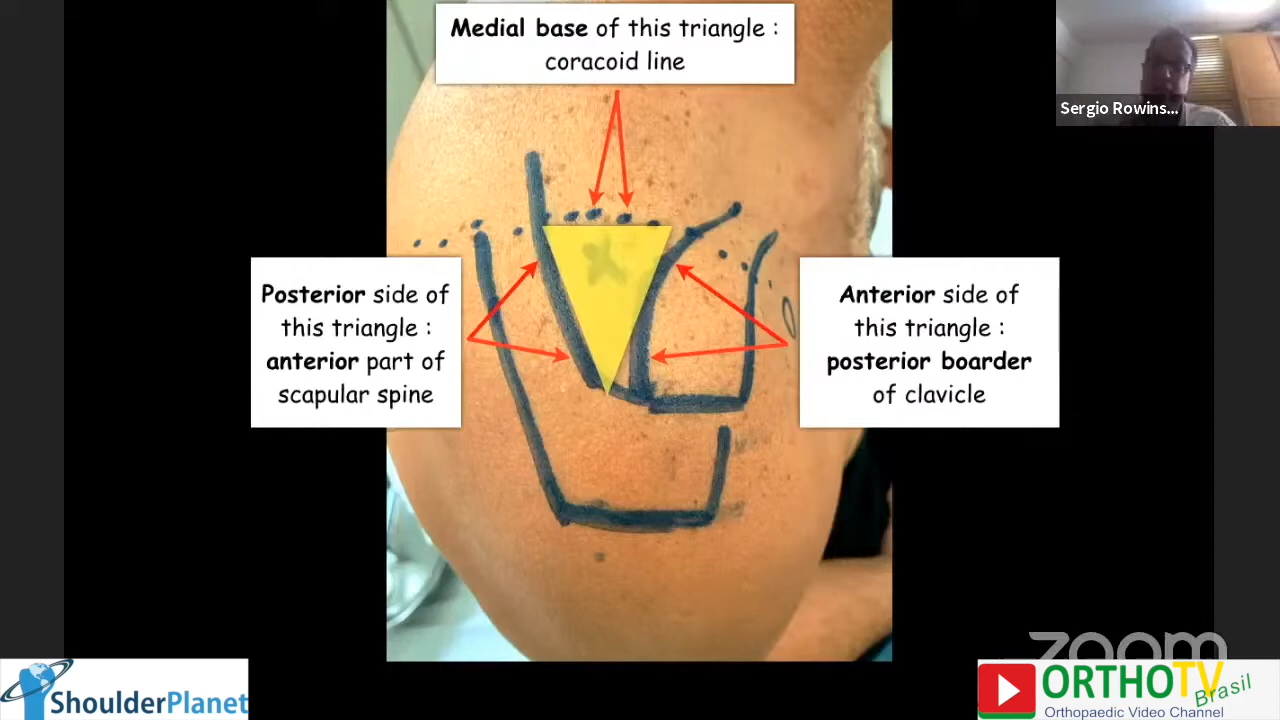 Medial base of this triangle :
coracoid line
Sergio Rowins...
Posterior side of
this triangle :
anterior part of
scapular spine
Anterior side of
this triangle :
posterior boarder
of clavicle
x
zoom
ShoulderPlanet
ORTHOTV
Brasil
Orthopaedic Video Channel